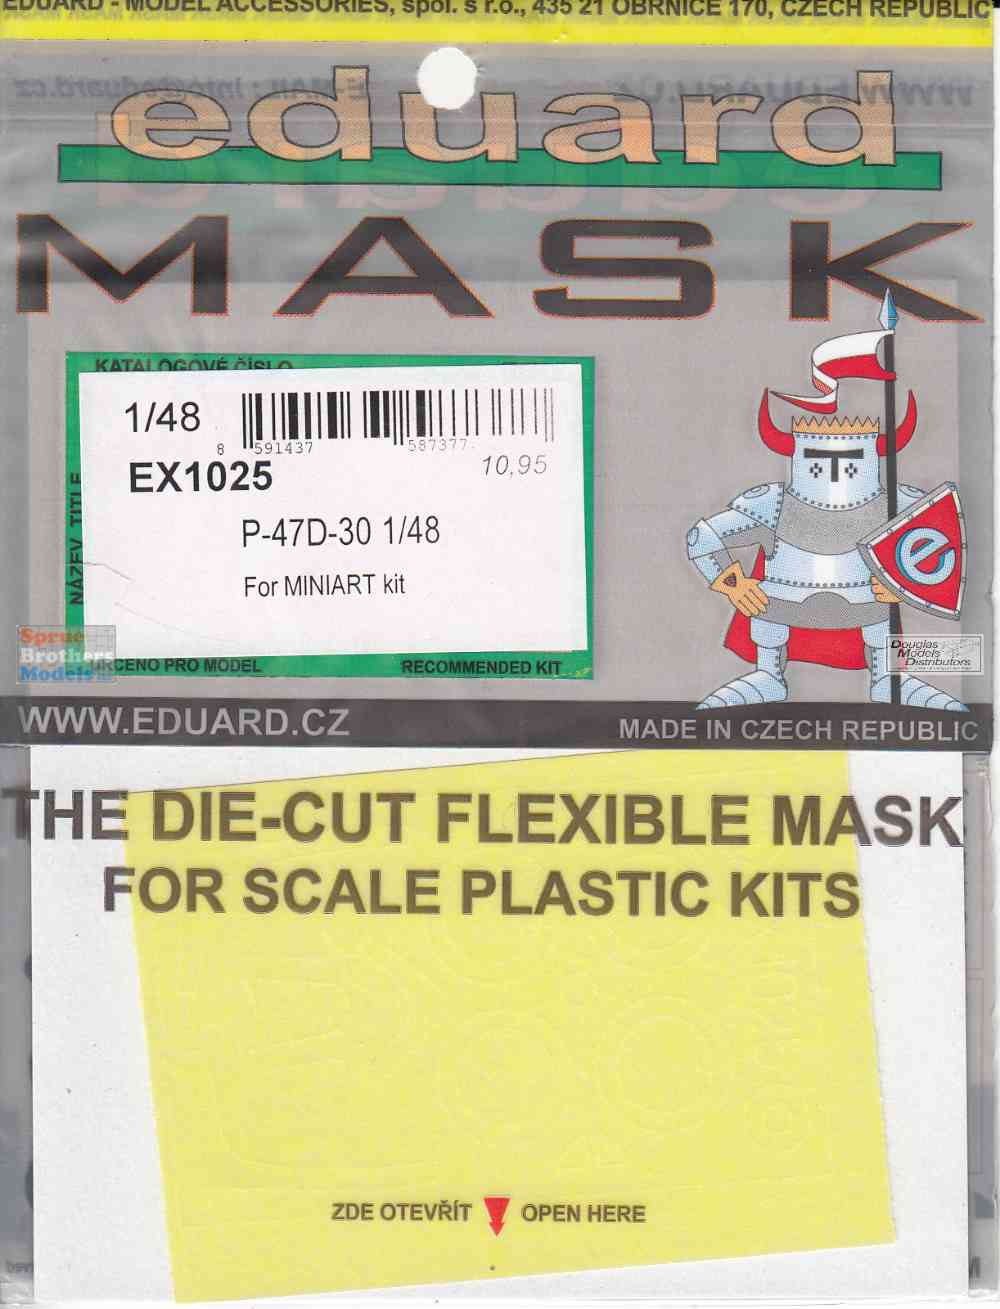 EDUARD - MODEL ACCESSORIES, spol. s r.o., 435 21 OBRNICE 170, CZECH REPUBLIC
eduard
MASK
KATALOGOVÉ ČÍSLO
1/48
8 591437 587377
EX1025
10,95
P-47D-30 1/48
For MINIART kit
NÁZEV TITLE
URČENO PRO MODEL
RECOMMENDED KIT
e
Sprue
Brothers
Models
Douglas
Models
Distributors
WWW.EDUARD.CZ
MADE IN CZECH REPUBLIC
THE DIE-CUT FLEXIBLE MASK
FOR SCALE PLASTIC KITS
ZDE OTEVŘÍT OPEN HERE